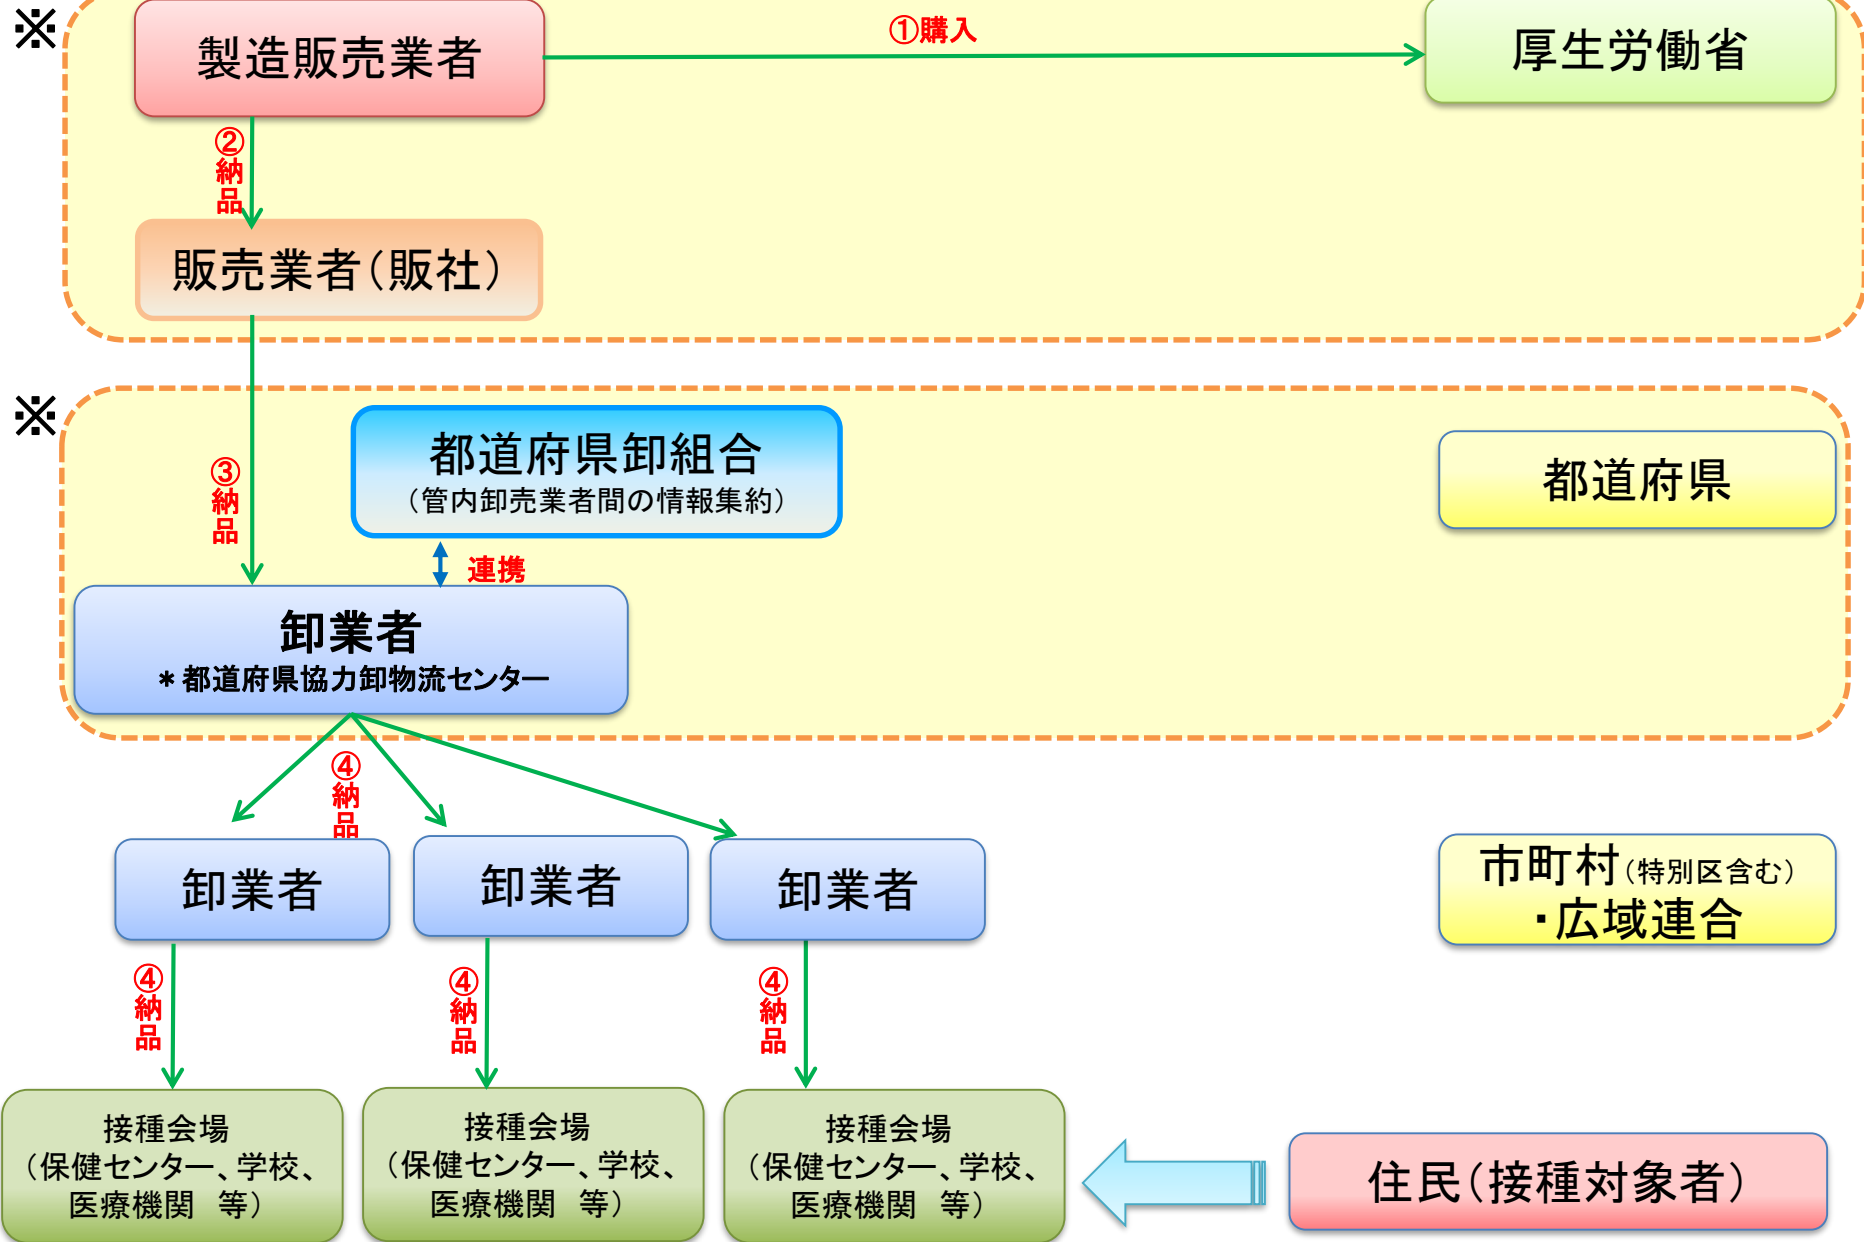 ※
製造販売業者
①購入
厚生労働省
②納品
販売業者（販社）
※
都道府県卸組合
（管内卸売業者間の情報集約）
都道府県
③納品
連携
卸業者
＊都道府県協力卸物流センター
④納品
卸業者
卸業者
卸業者
市町村（特別区含む）
・広域連合
④納品
④納品
④納品
接種会場
（保健センター、学校、
医療機関　等）
接種会場
（保健センター、学校、
医療機関　等）
接種会場
（保健センター、学校、
医療機関　等）
住民（接種対象者）